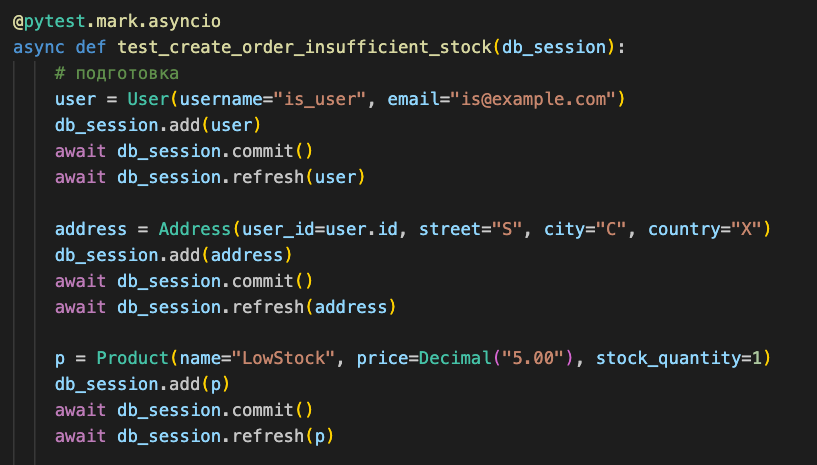 @pytest.mark.asyncio
async def test_create_order_insufficient_stock(db_session):
    # подготовка
    user = User(username="is_user", email="is@example.com")
    db_session.add(user)
    await db_session.commit()
    await db_session.refresh(user)

    address = Address(user_id=user.id, street="S", city="C", country="X")
    db_session.add(address)
    await db_session.commit()
    await db_session.refresh(address)

    p = Product(name="LowStock", price=Decimal("5.00"), stock_quantity=1)
    db_session.add(p)
    await db_session.commit()
    await db_session.refresh(p)